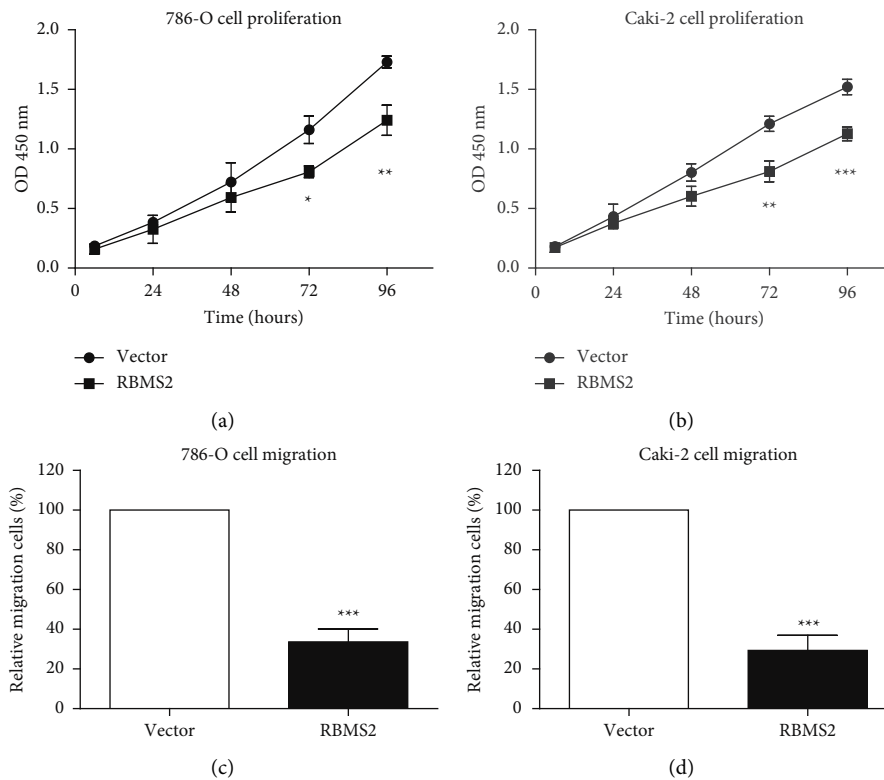 786-O cell proliferation
2.0
1.5
1.0
0.5
0.0
OD 450 nm
*
**
0 24 48 72 96
Time (hours)
Vector
RBMS2
(a)
Caki-2 cell proliferation
2.0
1.5
1.0
0.5
0.0
OD 450 nm
**
***
0 24 48 72 96
Time (hours)
Vector
RBMS2
(b)
786-O cell migration
120
100
80
60
40
20
0
Relative migration cells (%)
***
Vector RBMS2
(c)
Caki-2 cell migration
120
100
80
60
40
20
0
Relative migration cells (%)
***
Vector RBMS2
(d)